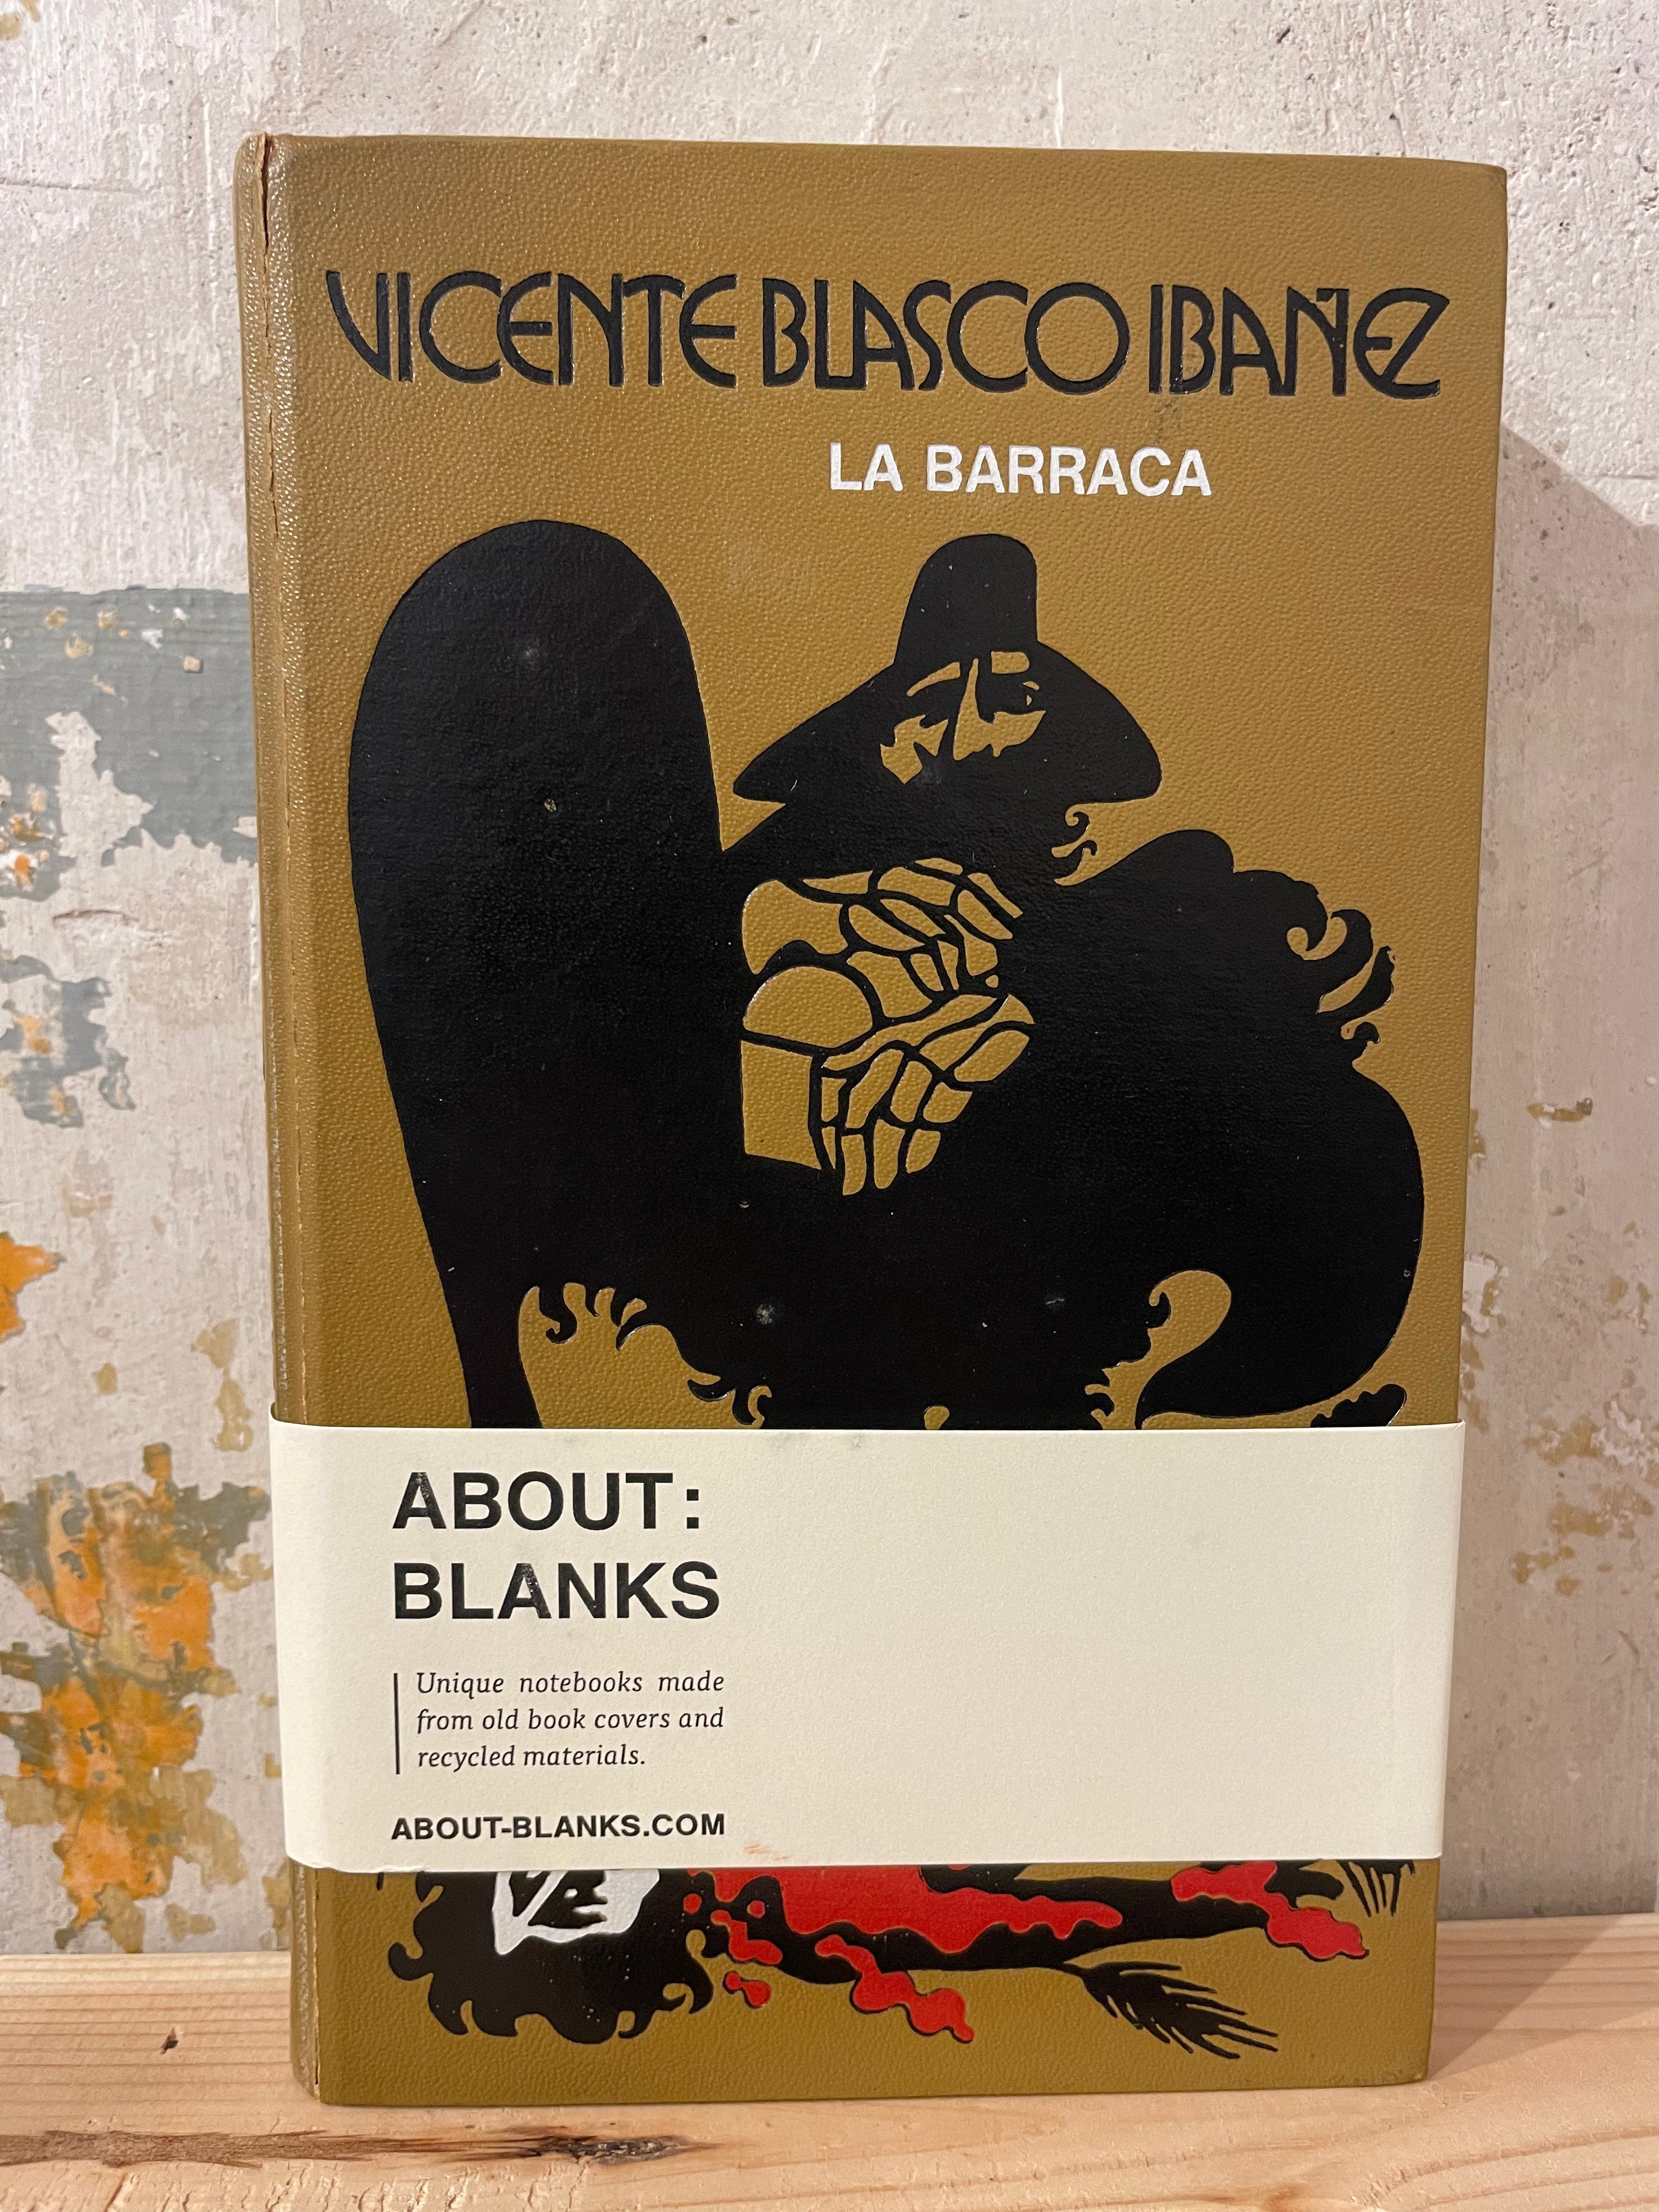 VICENTE BLASCO IBAÑEZ
LA BARRACA
ABOUT:
BLANKS
Unique notebooks made
from old book covers and
recycled materials.
ABOUT-BLANKS.COM